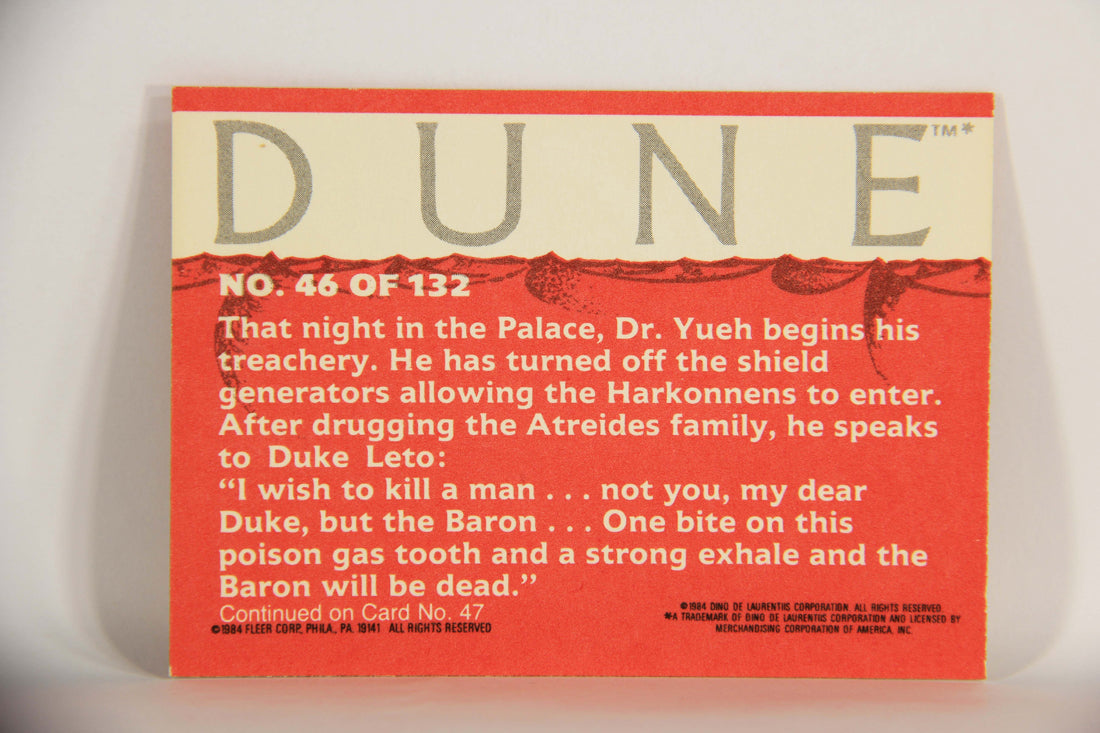 DUNE™*
NO. 46 OF 132
That night in the Palace, Dr. Yueh begins his
treachery. He has turned off the shield
generators allowing the Harkonnens to enter.
After drugging the Atreides family, he speaks
to Duke Leto:
“I wish to kill a man . . . not you, my dear
Duke, but the Baron . . . One bite on this
poison gas tooth and a strong exhale and the
Baron will be dead.”
Continued on Card No. 47
©1984 FLEER CORP., PHILA., PA. 19141 ALL RIGHTS RESERVED
©1984 DINO DE LAURENTIIS CORPORATION. ALL RIGHTS RESERVED.
*A TRADEMARK OF DINO DE LAURENTIIS CORPORATION AND LICENSED BY
MERCHANDISING CORPORATION OF AMERICA, INC.